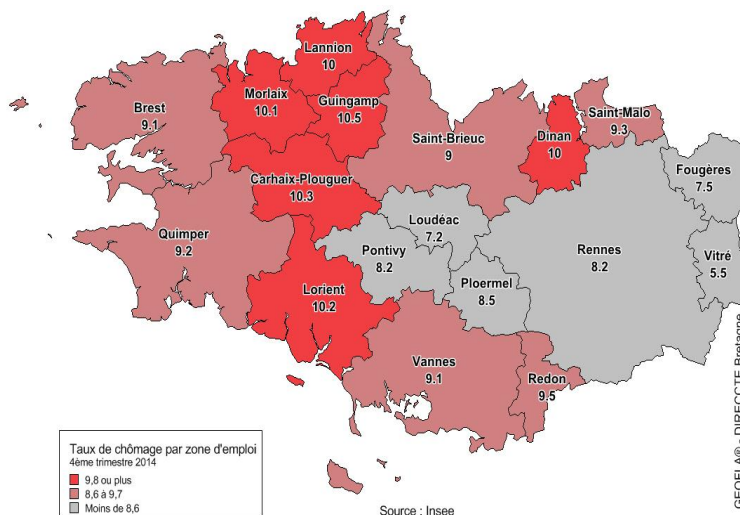 Lannion
10
Morlaix
10.1
Guingamp
10.5
Brest
9.1
Saint-Brieuc
9
Dinan
10
Saint-Malo
9.3
Fougères
7.5
Carhaix-Plouguer
10.3
Loudéac
7.2
Quimper
9.2
Pontivy
8.2
Rennes
8.2
Vitré
5.5
Lorient
10.2
Ploermel
8.5
Vannes
9.1
Redon
9.5
Taux de chômage par zone d'emploi
4ème trimestre 2014
9,8 ou plus
8,6 à 9,7
Moins de 8,6
Source : Insee
GEOFLA® - DIRECCTE Bretagne